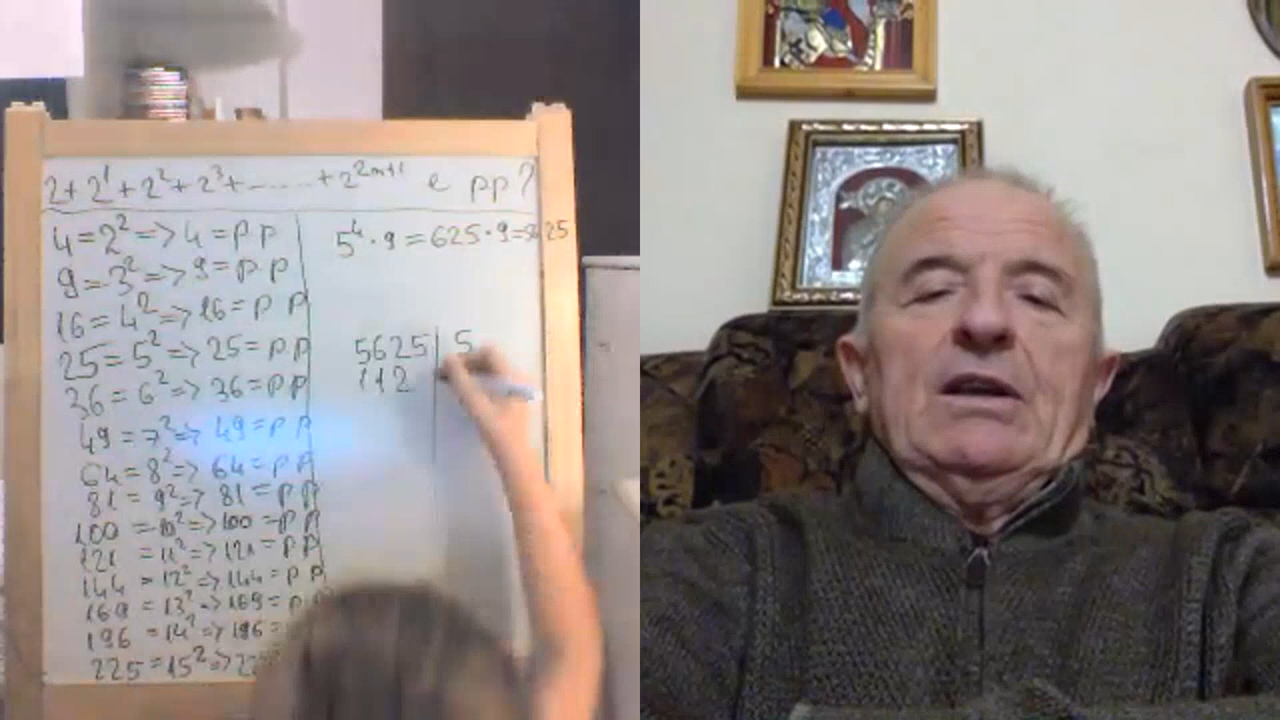 2+2¹+2²+2³+.......+2²ⁿ⁺¹ e pp?
4=2²=>4=pp
9=3²=>9=pp
16=4²=>16=pp
25=5²=>25=pp
36=6²=>36=pp
49=7²=>49=pp
64=8²=>64=pp
81=9²=>81=pp
100=10²=>100=pp
121=11²=>121=pp
144=12²=>144=pp
169=13²=>169=p
196=14²=>196=
225=15²=>22
5⁴·9=625·9=5625
5625|5
112